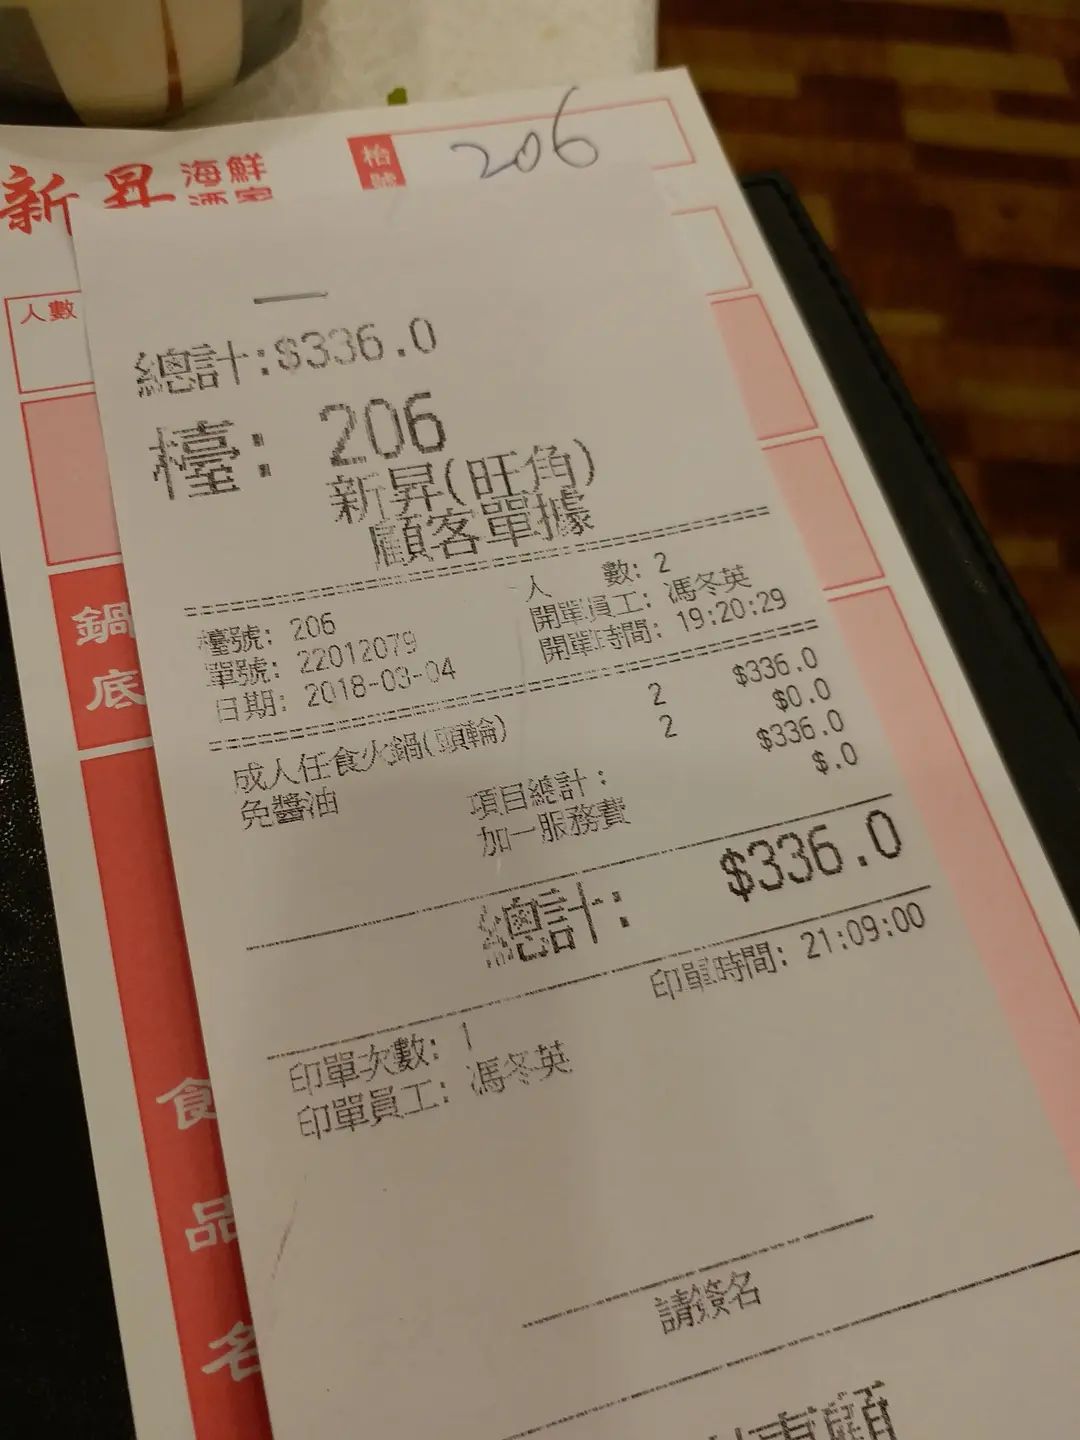 新昇海鮮酒家
枱號 206
人數
總計:$336.0
檯: 206
新昇(旺角)
顧客單據
檯號: 206 人 數: 2
單號: 22012079 開單員工: 馮冬英
日期: 2018-03-04 開單時間: 19:20:29
成人任食火鍋(頭輪) 2 $336.0
免醬油 2 $0.0
項目總計: $336.0
加一服務費 $.0
總計: $336.0
印單時間: 21:09:00
印單次數: 1
印單員工: 馮冬英
請簽名
鍋底
食品名